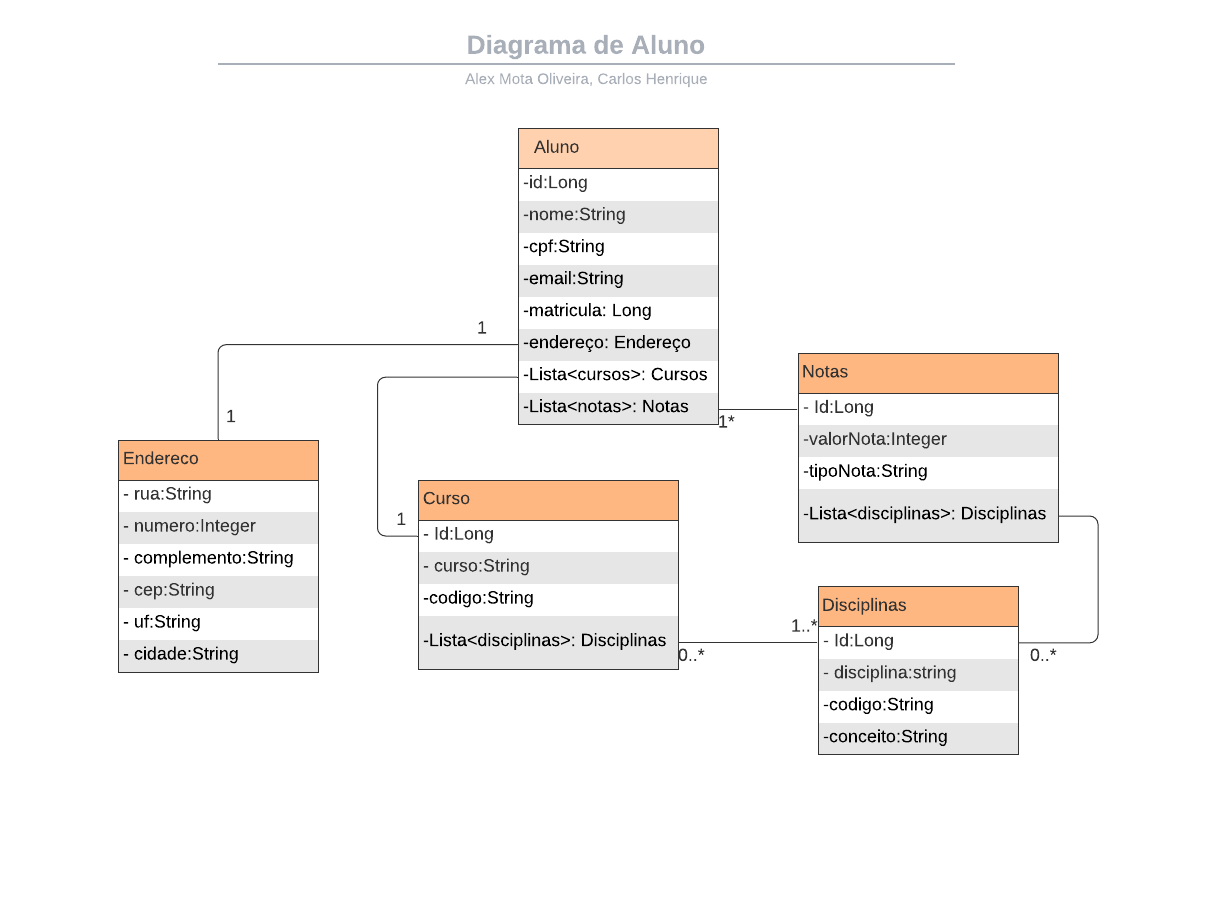 Diagrama de Aluno
Alex Mota Oliveira, Carlos Henrique
Aluno
-id:Long
-nome:String
-cpf:String
-email:String
-matricula: Long
-endereço: Endereço
-Lista<cursos>: Cursos
-Lista<notas>: Notas
1
1
1*
Endereco
- rua:String
- numero:Integer
- complemento:String
- cep:String
- uf:String
- cidade:String
1
Curso
- Id:Long
- curso:String
-codigo:String
-Lista<disciplinas>: Disciplinas
0..*
Notas
- Id:Long
-valorNota:Integer
-tipoNota:String
-Lista<disciplinas>: Disciplinas
1..*
Disciplinas
- Id:Long
- disciplina:string
-codigo:String
-conceito:String
0..*